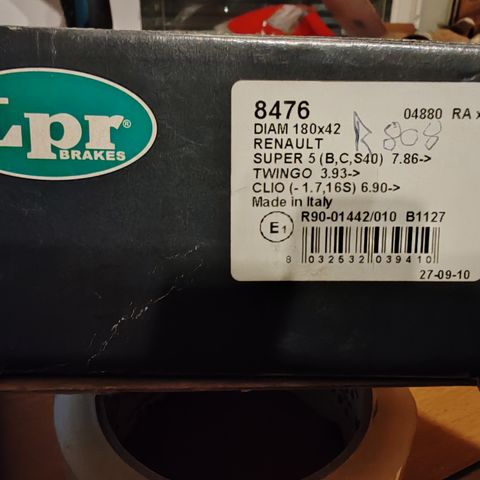 Lpr®
BRAKES
8476 04880 RA
DIAM 180x42
RENAULT R 808
SUPER 5 (B,C,S40) 7.86->
TWINGO 3.93->
CLIO (- 1.7,16S) 6.90->
Made in Italy
E1 R90-01442/010 B1127
8 032532 039410
27-09-10